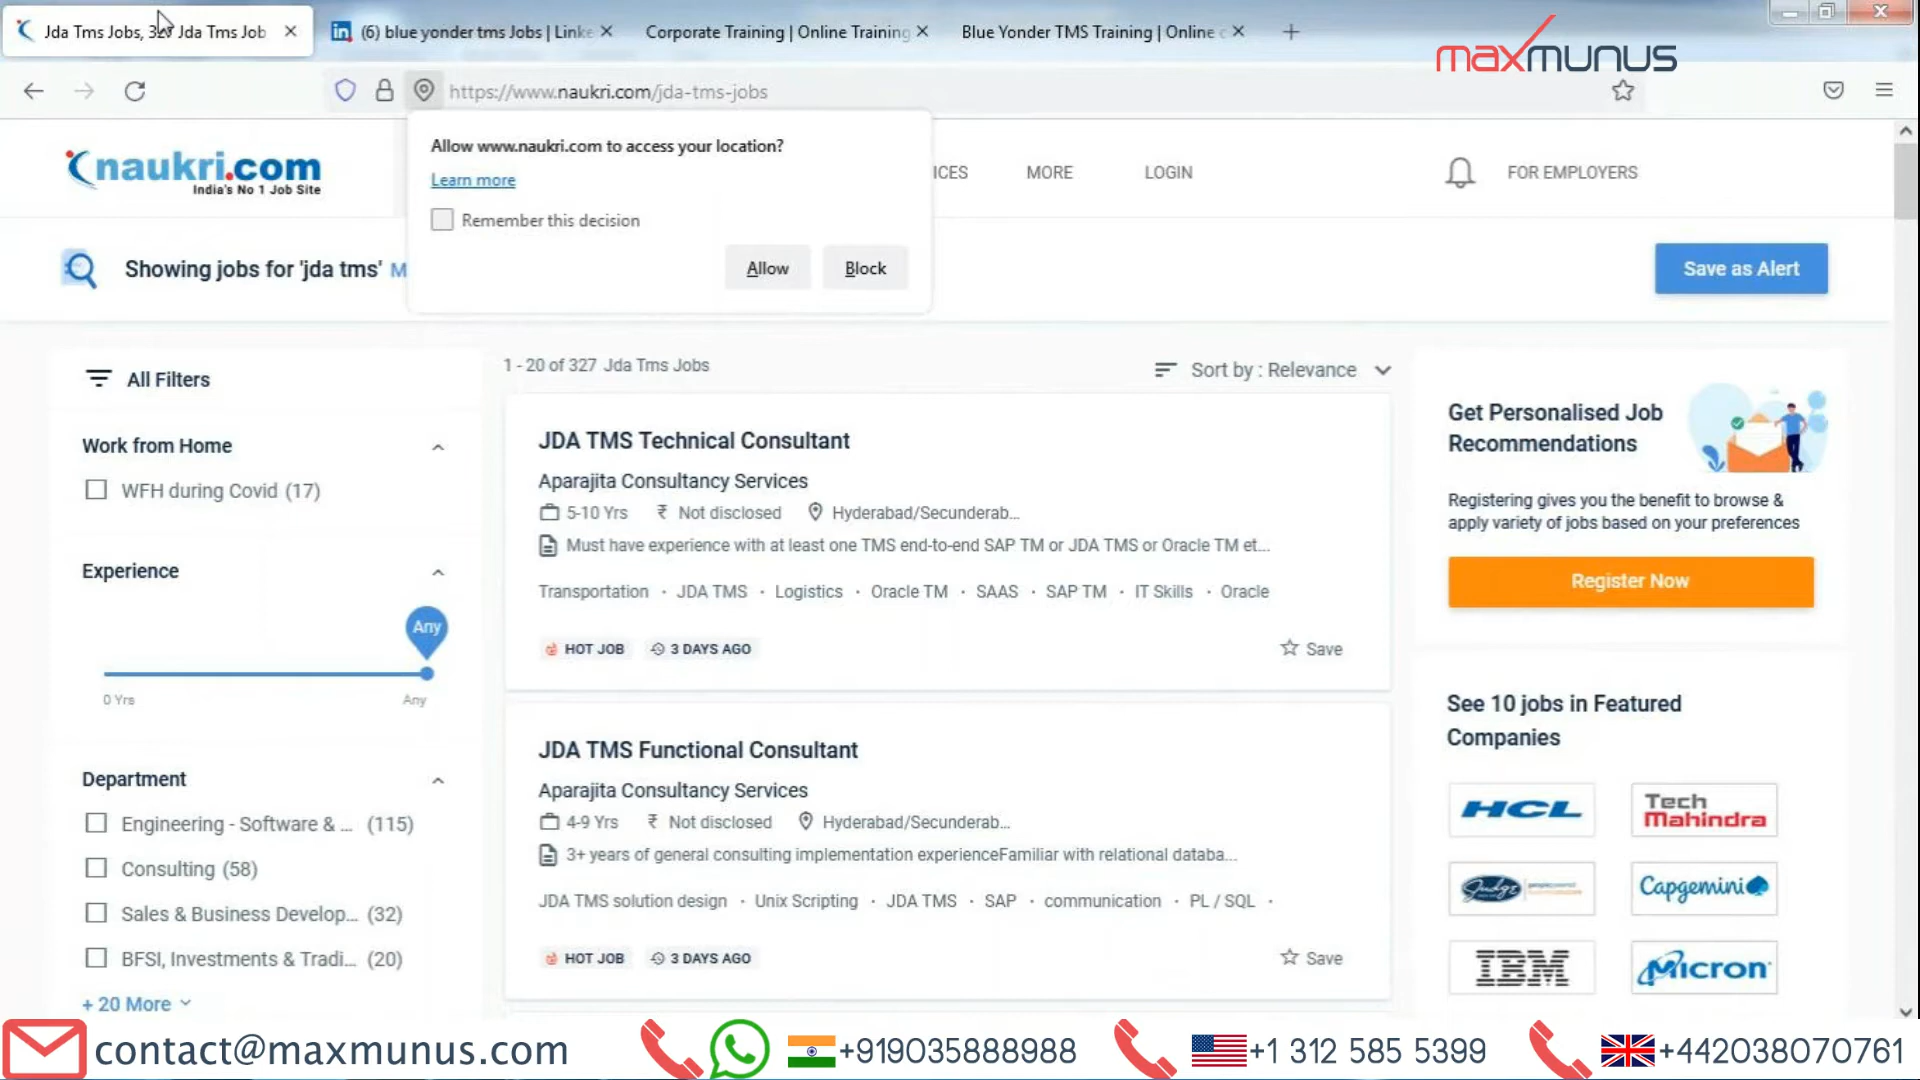 Jda Tms Jobs, 327 Jda Tms Job
(6) blue yonder tms Jobs | Linke
Corporate Training | Online Training
Blue Yonder TMS Training | Online c
maxmunus
https://www.naukri.com/jda-tms-jobs
naukri.com
India's No 1 Job Site
Allow www.naukri.com to access your location?
Learn more
Remember this decision
Allow
Block
ICES
MORE
LOGIN
FOR EMPLOYERS
Showing jobs for 'jda tms' M
Save as Alert
All Filters
Work from Home
WFH during Covid (17)
Experience
Any
0 Yrs
Any
Department
Engineering - Software & ... (115)
Consulting (58)
Sales & Business Develop... (32)
BFSI, Investments & Tradi... (20)
+ 20 More
1 - 20 of 327 Jda Tms Jobs
Sort by : Relevance
JDA TMS Technical Consultant
Aparajita Consultancy Services
5-10 Yrs ₹ Not disclosed Hyderabad/Secunderab...
Must have experience with at least one TMS end-to-end SAP TM or JDA TMS or Oracle TM et...
Transportation · JDA TMS · Logistics · Oracle TM · SAAS · SAP TM · IT Skills · Oracle
HOT JOB 3 DAYS AGO
Save
JDA TMS Functional Consultant
Aparajita Consultancy Services
4-9 Yrs ₹ Not disclosed Hyderabad/Secunderab...
3+ years of general consulting implementation experienceFamiliar with relational databa...
JDA TMS solution design · Unix Scripting · JDA TMS · SAP · communication · PL / SQL ·
HOT JOB 3 DAYS AGO
Save
Get Personalised Job
Recommendations
Registering gives you the benefit to browse &
apply variety of jobs based on your preferences
Register Now
See 10 jobs in Featured
Companies
HCL
Tech
Mahindra
Judge
Capgemini
IBM
Micron
contact@maxmunus.com
+919035888988
+1 312 585 5399
+442038070761